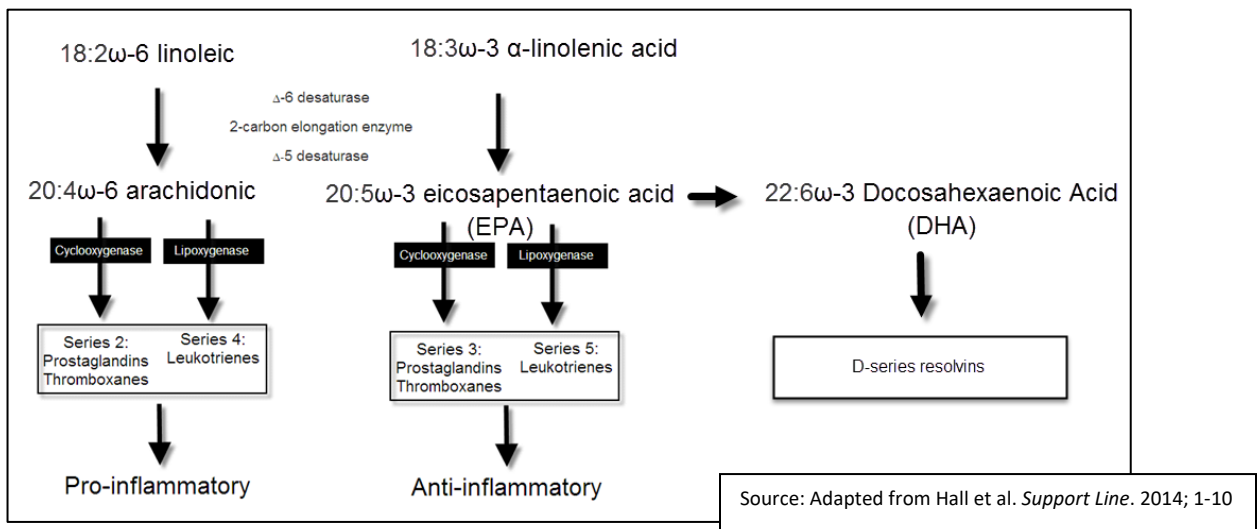 18:2ω-6 linoleic
18:3ω-3 α-linolenic acid
Δ-6 desaturase
2-carbon elongation enzyme
Δ-5 desaturase
20:4ω-6 arachidonic
20:5ω-3 eicosapentaenoic acid
(EPA)
22:6ω-3 Docosahexaenoic Acid
(DHA)
Cyclooxygenase
Lipoxygenase
Cyclooxygenase
Lipoxygenase
Series 2:
Prostaglandins
Thromboxanes
Series 4:
Leukotrienes
Series 3:
Prostaglandins
Thromboxanes
Series 5:
Leukotrienes
D-series resolvins
Pro-inflammatory
Anti-inflammatory
Source: Adapted from Hall et al. Support Line. 2014; 1-10